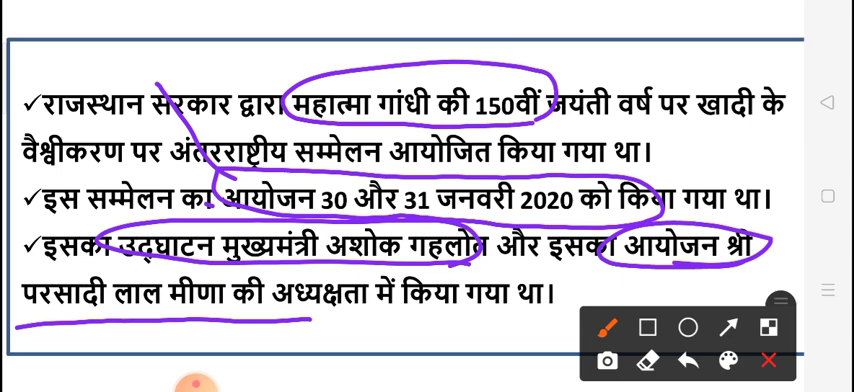 ✓राजस्थान सरकार द्वारा महात्मा गांधी की 150वीं जयंती वर्ष पर खादी के
वैश्वीकरण पर अंतरराष्ट्रीय सम्मेलन आयोजित किया गया था।
✓इस सम्मेलन का आयोजन 30 और 31 जनवरी 2020 को किया गया था।
✓इसका उद्घाटन मुख्यमंत्री अशोक गहलोत और इसका आयोजन श्री
परसादी लाल मीणा की अध्यक्षता में किया गया था।